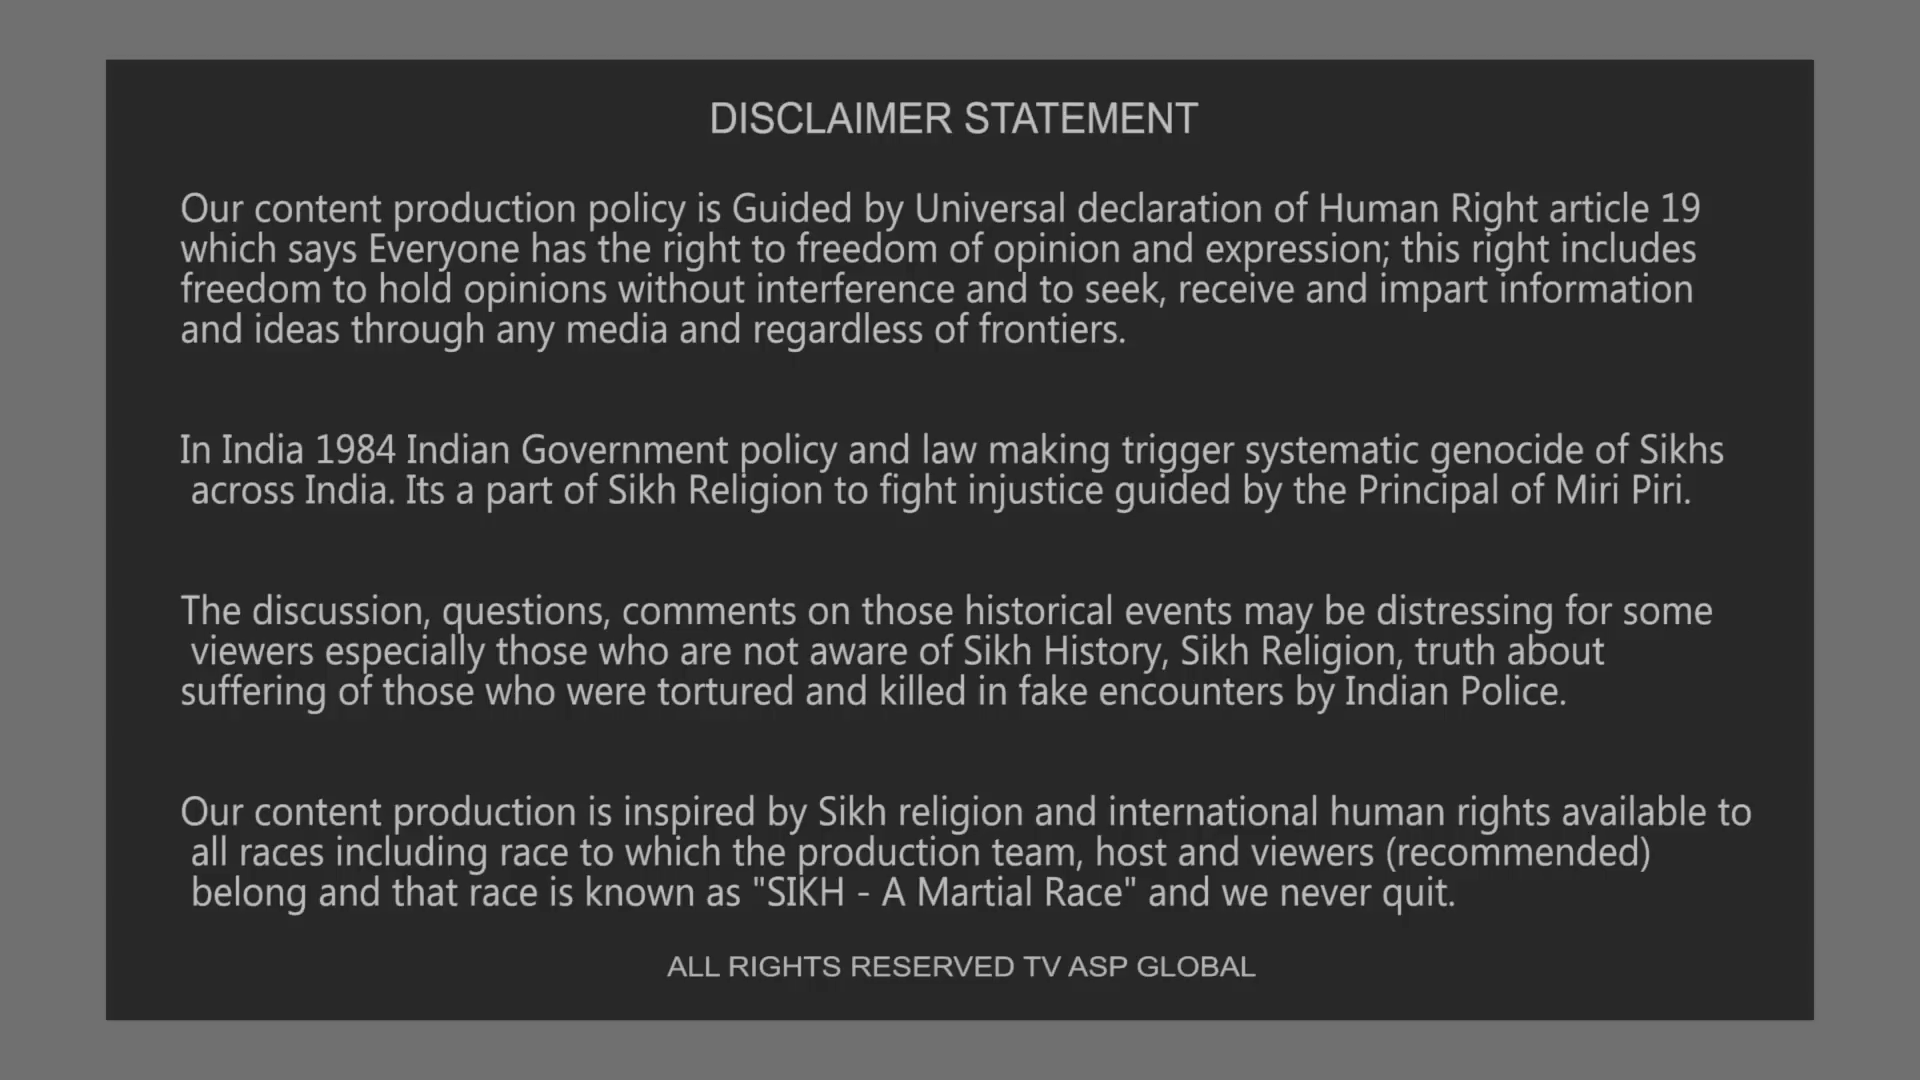 DISCLAIMER STATEMENT
Our content production policy is Guided by Universal declaration of Human Right article 19
which says Everyone has the right to freedom of opinion and expression; this right includes
freedom to hold opinions without interference and to seek, receive and impart information
and ideas through any media and regardless of frontiers.
In India 1984 Indian Government policy and law making trigger systematic genocide of Sikhs
across India. Its a part of Sikh Religion to fight injustice guided by the Principal of Miri Piri.
The discussion, questions, comments on those historical events may be distressing for some
viewers especially those who are not aware of Sikh History, Sikh Religion, truth about
suffering of those who were tortured and killed in fake encounters by Indian Police.
Our content production is inspired by Sikh religion and international human rights available to
all races including race to which the production team, host and viewers (recommended)
belong and that race is known as "SIKH - A Martial Race" and we never quit.
ALL RIGHTS RESERVED TV ASP GLOBAL